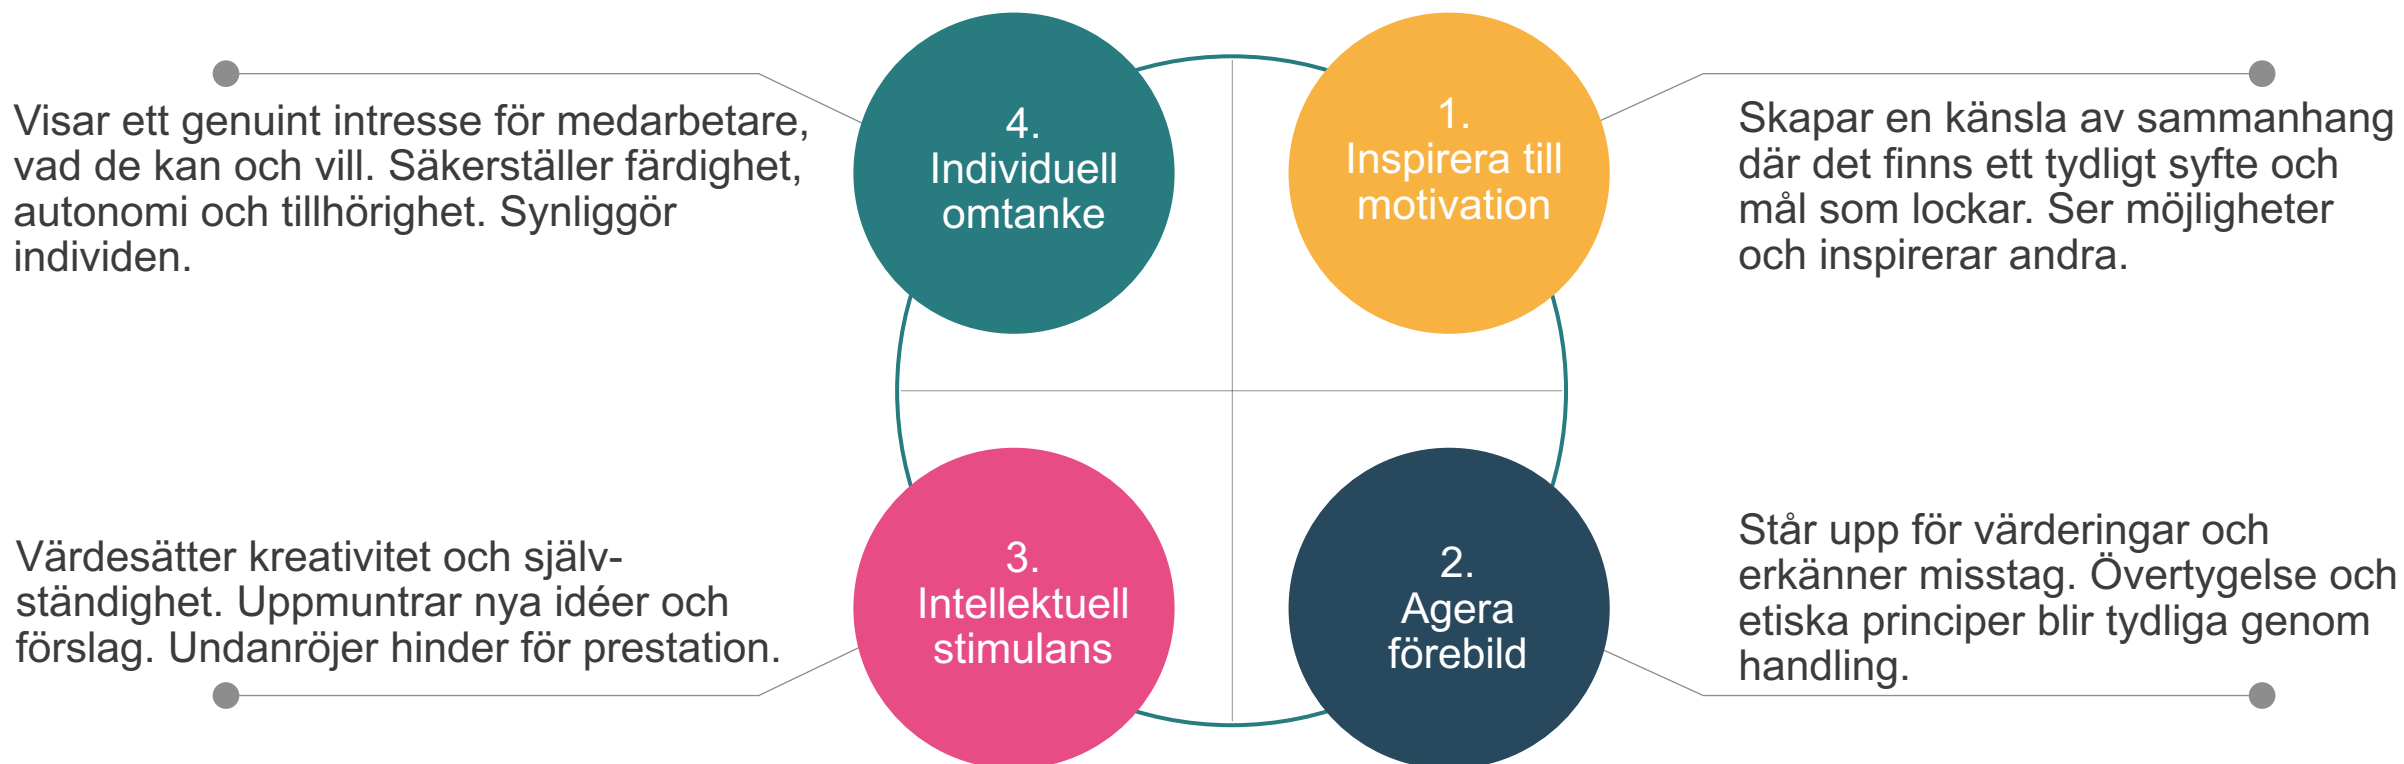 Visar ett genuint intresse för medarbetare,
vad de kan och vill. Säkerställer färdighet,
autonomi och tillhörighet. Synliggör
individen.
4.
Individuell
omtanke
1.
Inspirera till
motivation
Skapar en känsla av sammanhang
där det finns ett tydligt syfte och
mål som lockar. Ser möjligheter
och inspirerar andra.
Värdesätter kreativitet och själv-
ständighet. Uppmuntrar nya idéer och
förslag. Undanröjer hinder för prestation.
3.
Intellektuell
stimulans
2.
Agera
förebild
Står upp för värderingar och
erkänner misstag. Övertygelse och
etiska principer blir tydliga genom
handling.